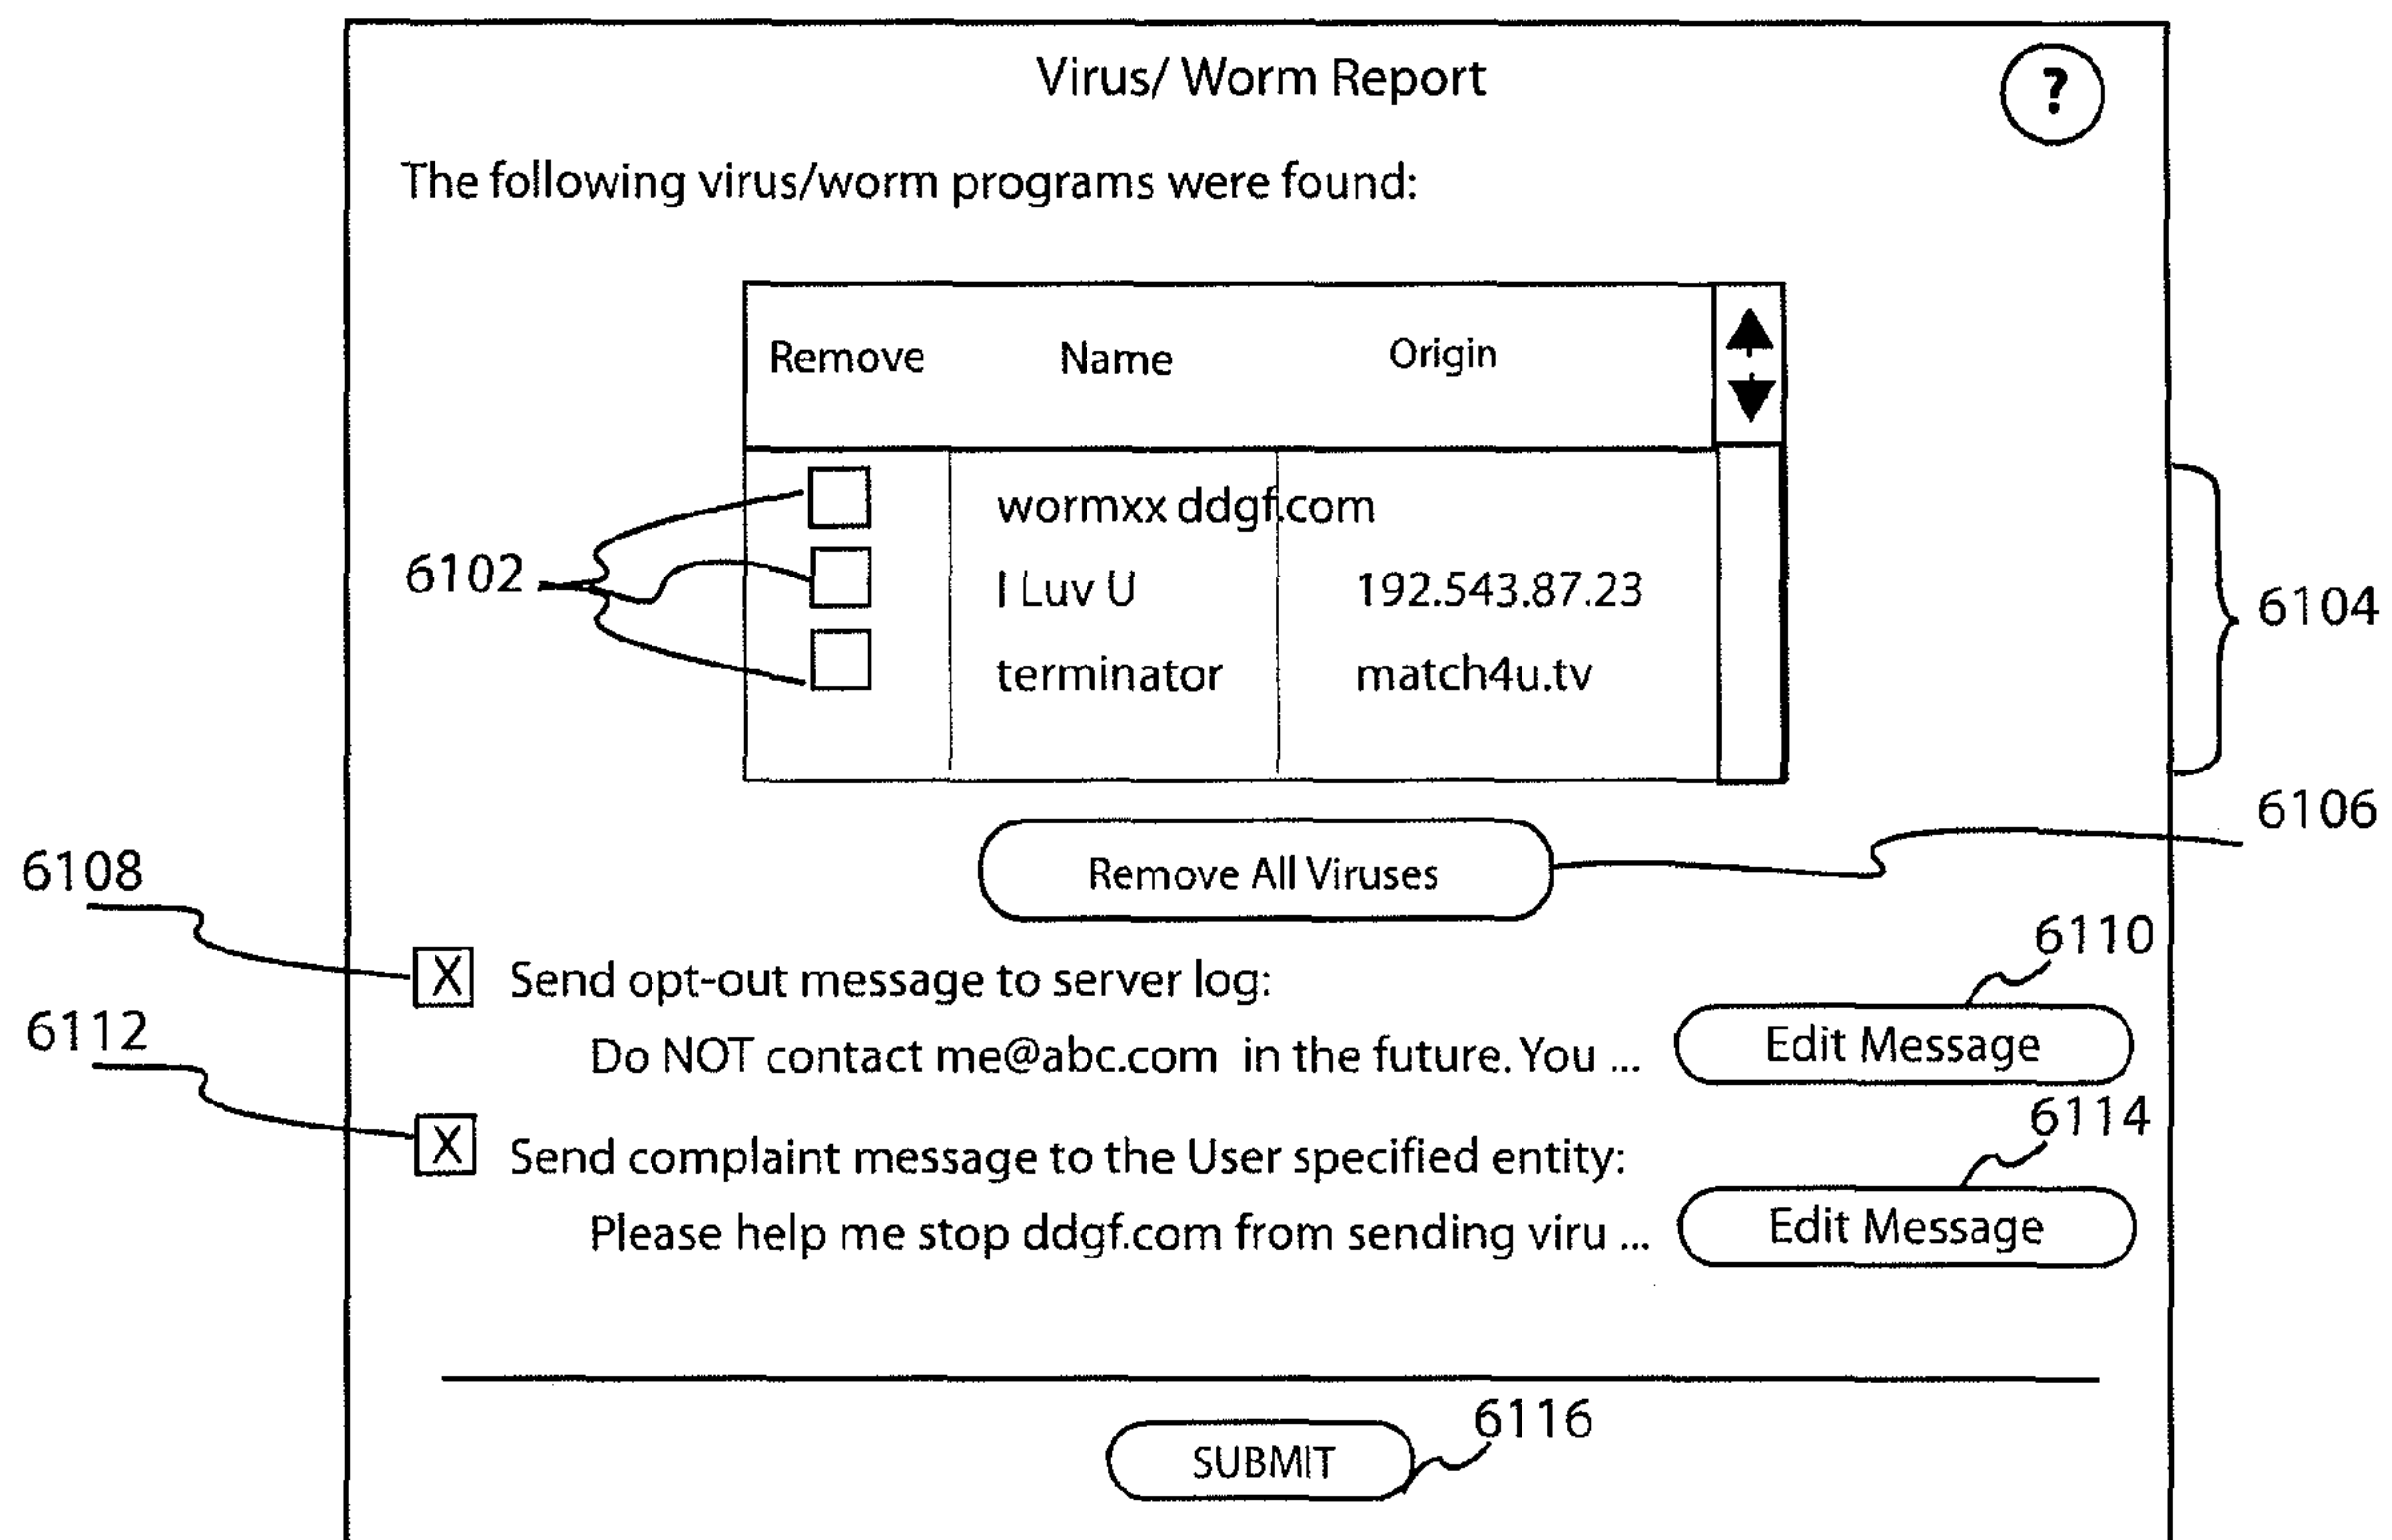 Virus/ Worm Report
?
The following virus/worm programs were found:
Remove Name Origin
wormxx ddgf.com
6102
I Luv U 192.543.87.23
6104
terminator match4u.tv
6106
Remove All Viruses
6108
6110
X Send opt-out message to server log:
6112
Do NOT contact me@abc.com in the future. You ... Edit Message
6114
X Send complaint message to the User specified entity:
Please help me stop ddgf.com from sending viru ... Edit Message
6116
SUBMIT